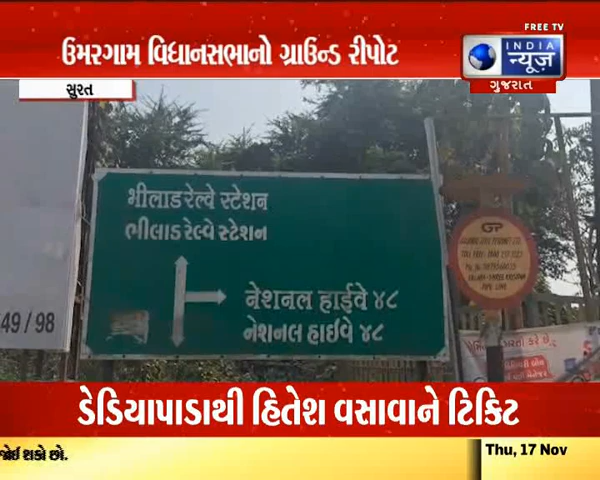 FREE TV
ઉમરગામ વિધાનસભાનો ગ્રાઉન્ડ રીપોટ
INDIA
न्यूज़
ગુજરાત
સુરત
ભીલાડ રેલ્વે સ્ટેશન
ભીલાડ રેલ્વે સ્ટેશન
નેશનલ હાઈવે ૪૮
નેશનલ હાઇવે ૪૮
GP
49 / 98
ડેડિયાપાડાથી હિતેશ વસાવાને ટિકિટ
જોઈ શકો છો.
Thu, 17 Nov